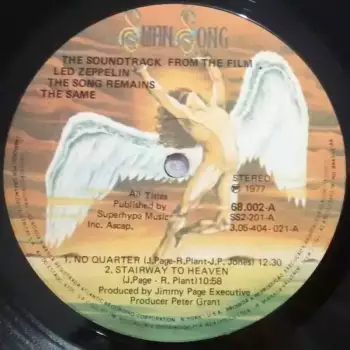 SWAN SONG
THE SOUNDTRACK FROM THE FILM
LED ZEPPELIN
THE SONG REMAINS
THE SAME
STEREO
℗ 1977
All Titles
Published by
Superhype Music
Inc. Ascap.
68.002-A
SS2-201-A
3,05-404-021-A
1. NO QUARTER (J.Page-R.Plant-J.P. Jones) 12:30
2. STAIRWAY TO HEAVEN
(J.Page - R. Plant) 10:58
Produced by Jimmy Page Executive
Producer Peter Grant